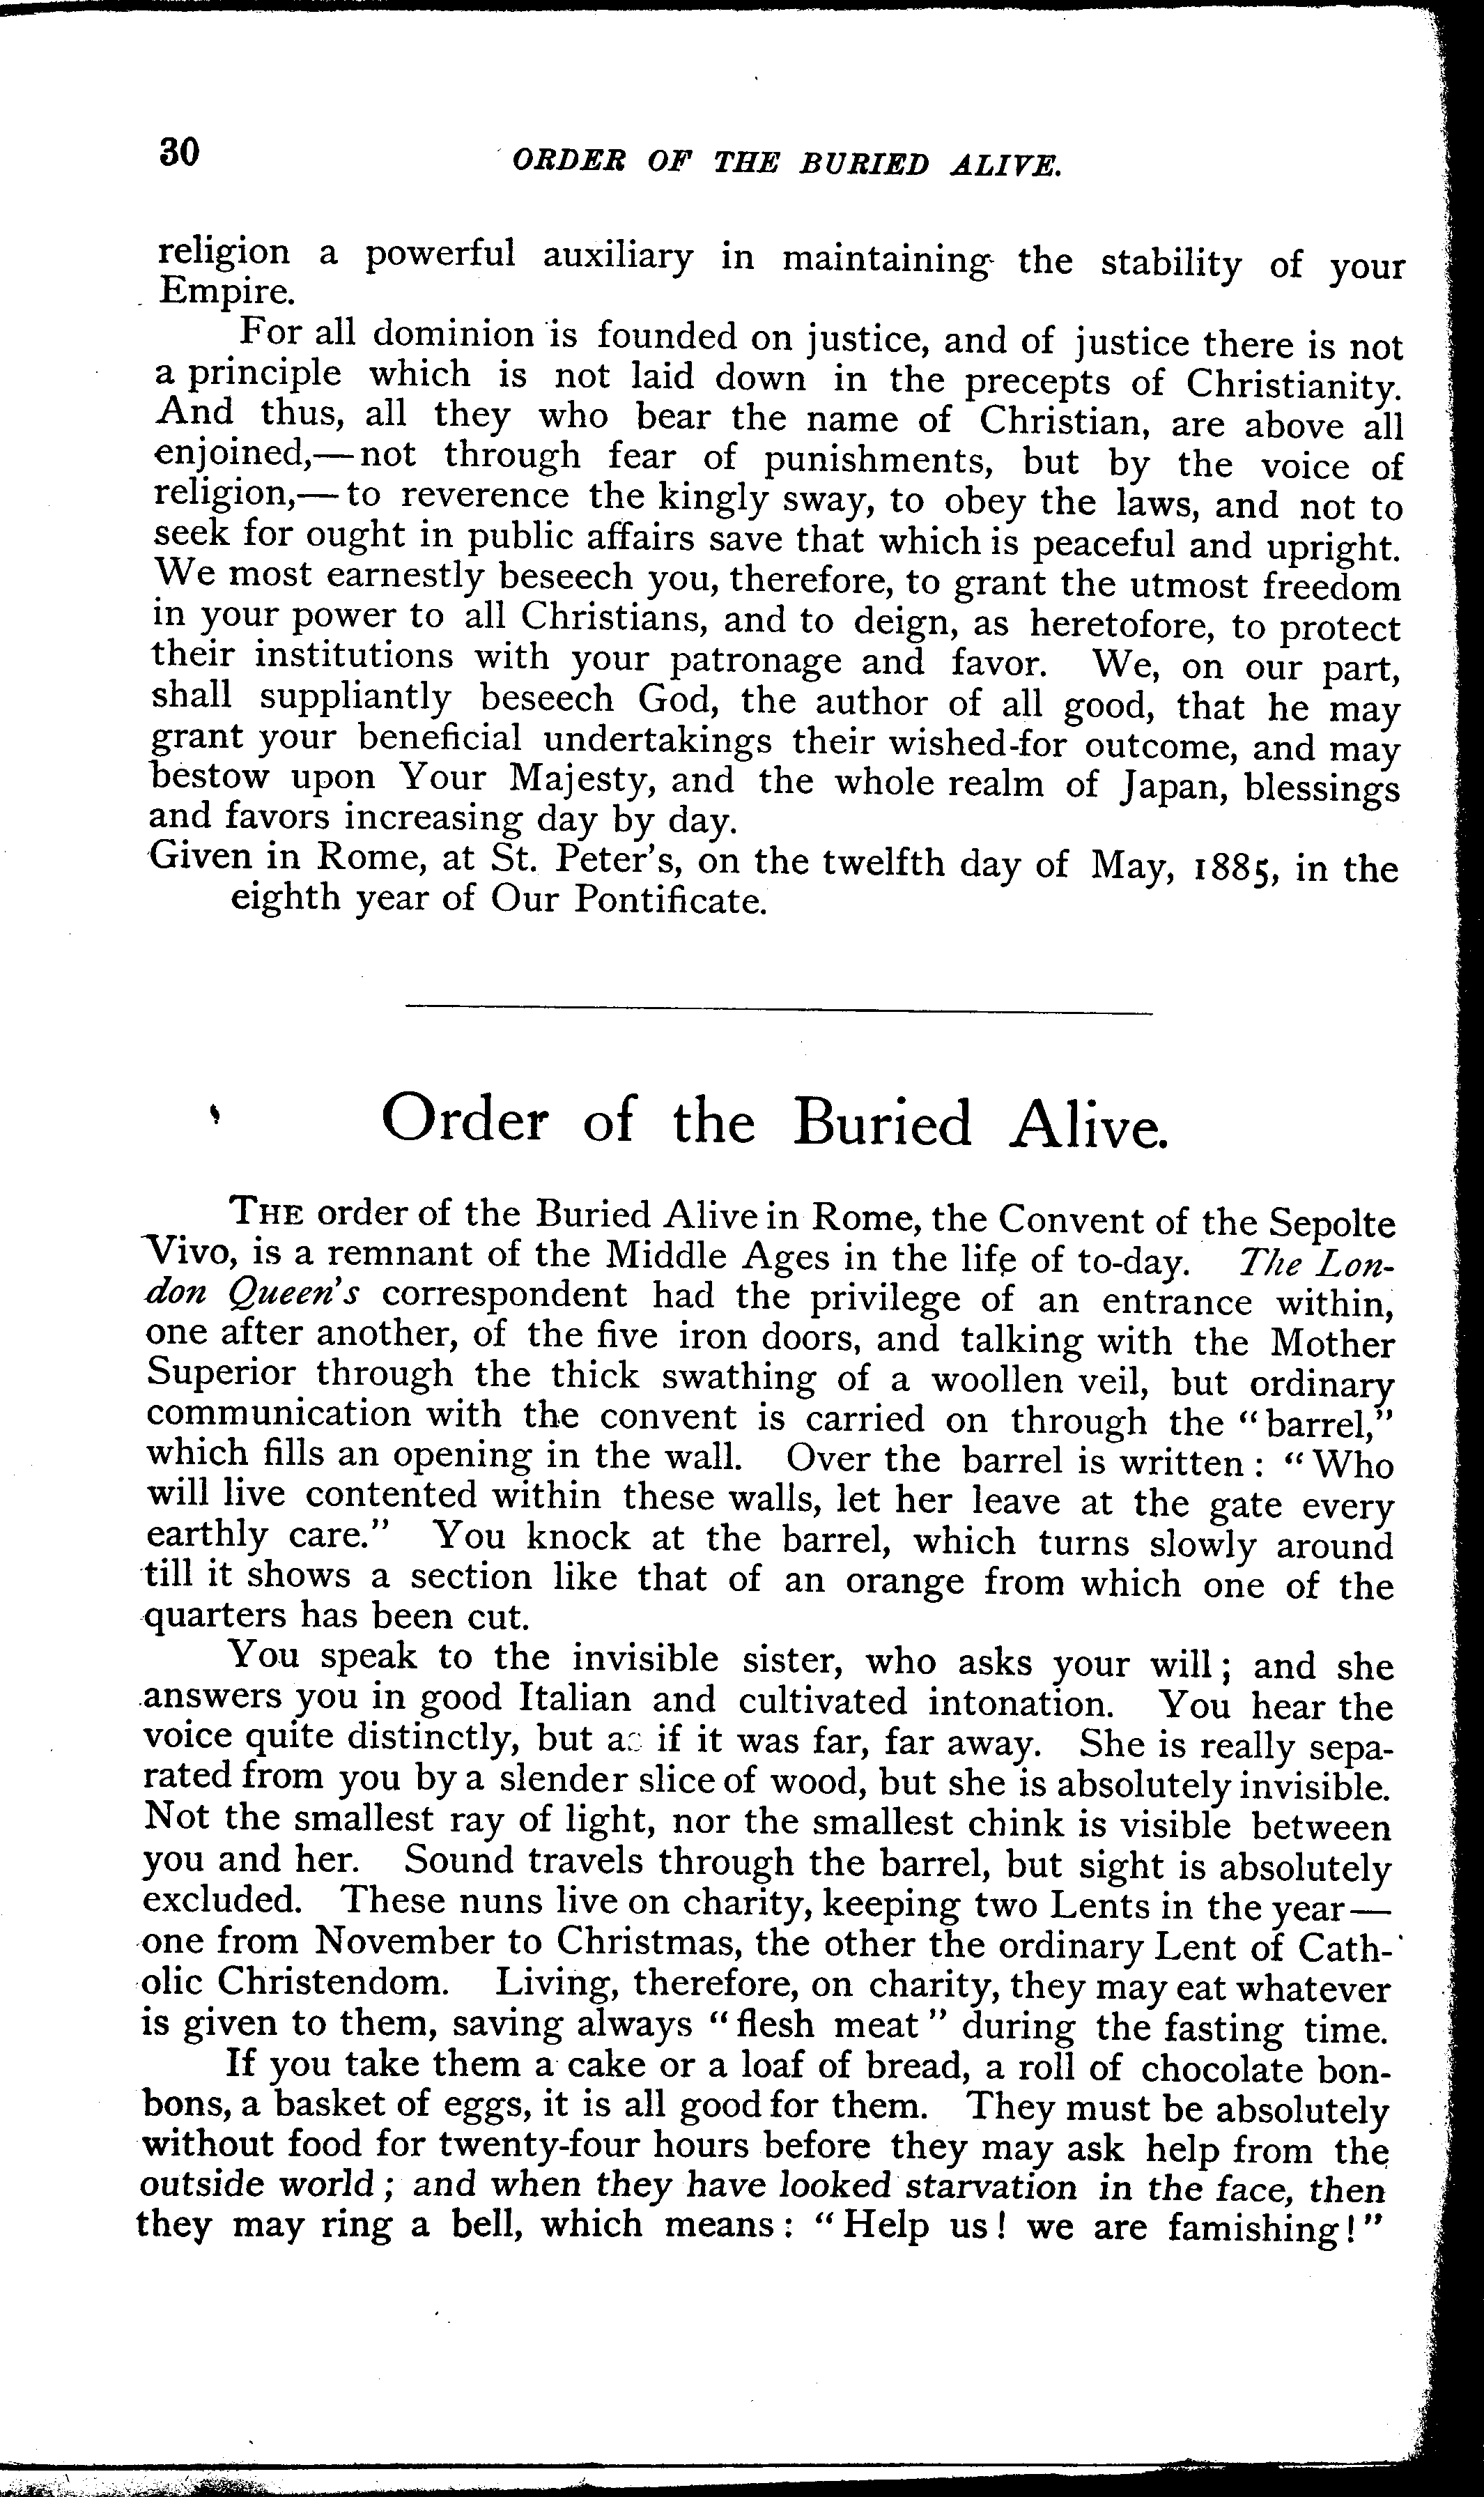 30
ORDER OF THE BURIED ALIVE.
religion a powerful auxiliary in maintaining the stability of your
Empire.
For all dominion is founded on justice, and of justice there is not
a principle which is not laid down in the precepts of Christianity.
And thus, all they who bear the name of Christian, are above all
enjoined,—not through fear of punishments, but by the voice of
religion,—to reverence the kingly sway, to obey the laws, and not to
seek for ought in public affairs save that which is peaceful and upright.
We most earnestly beseech you, therefore, to grant the utmost freedom
in your power to all Christians, and to deign, as heretofore, to protect
their institutions with your patronage and favor. We, on our part,
shall suppliantly beseech God, the author of all good, that he may
grant your beneficial undertakings their wished-for outcome, and may
bestow upon Your Majesty, and the whole realm of Japan, blessings
and favors increasing day by day.
Given in Rome, at St. Peter's, on the twelfth day of May, 1885, in the
eighth year of Our Pontificate.
Order of the Buried Alive.
THE order of the Buried Alive in Rome, the Convent of the Sepolte
Vivo, is a remnant of the Middle Ages in the life of to-day. The Lon-
don Queen's correspondent had the privilege of an entrance within,
one after another, of the five iron doors, and talking with the Mother
Superior through the thick swathing of a woollen veil, but ordinary
communication with the convent is carried on through the "barrel,"
which fills an opening in the wall. Over the barrel is written: "Who
will live contented within these walls, let her leave at the gate every
earthly care." You knock at the barrel, which turns slowly around
till it shows a section like that of an orange from which one of the
quarters has been cut.
You speak to the invisible sister, who asks your will; and she
answers you in good Italian and cultivated intonation. You hear the
voice quite distinctly, but as if it was far, far away. She is really sepa-
rated from you by a slender slice of wood, but she is absolutely invisible.
Not the smallest ray of light, nor the smallest chink is visible between
you and her. Sound travels through the barrel, but sight is absolutely
excluded. These nuns live on charity, keeping two Lents in the year—
one from November to Christmas, the other the ordinary Lent of Cath-
olic Christendom. Living, therefore, on charity, they may eat whatever
is given to them, saving always "flesh meat" during the fasting time.
If you take them a cake or a loaf of bread, a roll of chocolate bon-
bons, a basket of eggs, it is all good for them. They must be absolutely
without food for twenty-four hours before they may ask help from the
outside world; and when they have looked starvation in the face, then
they may ring a bell, which means: "Help us! we are famishing!"